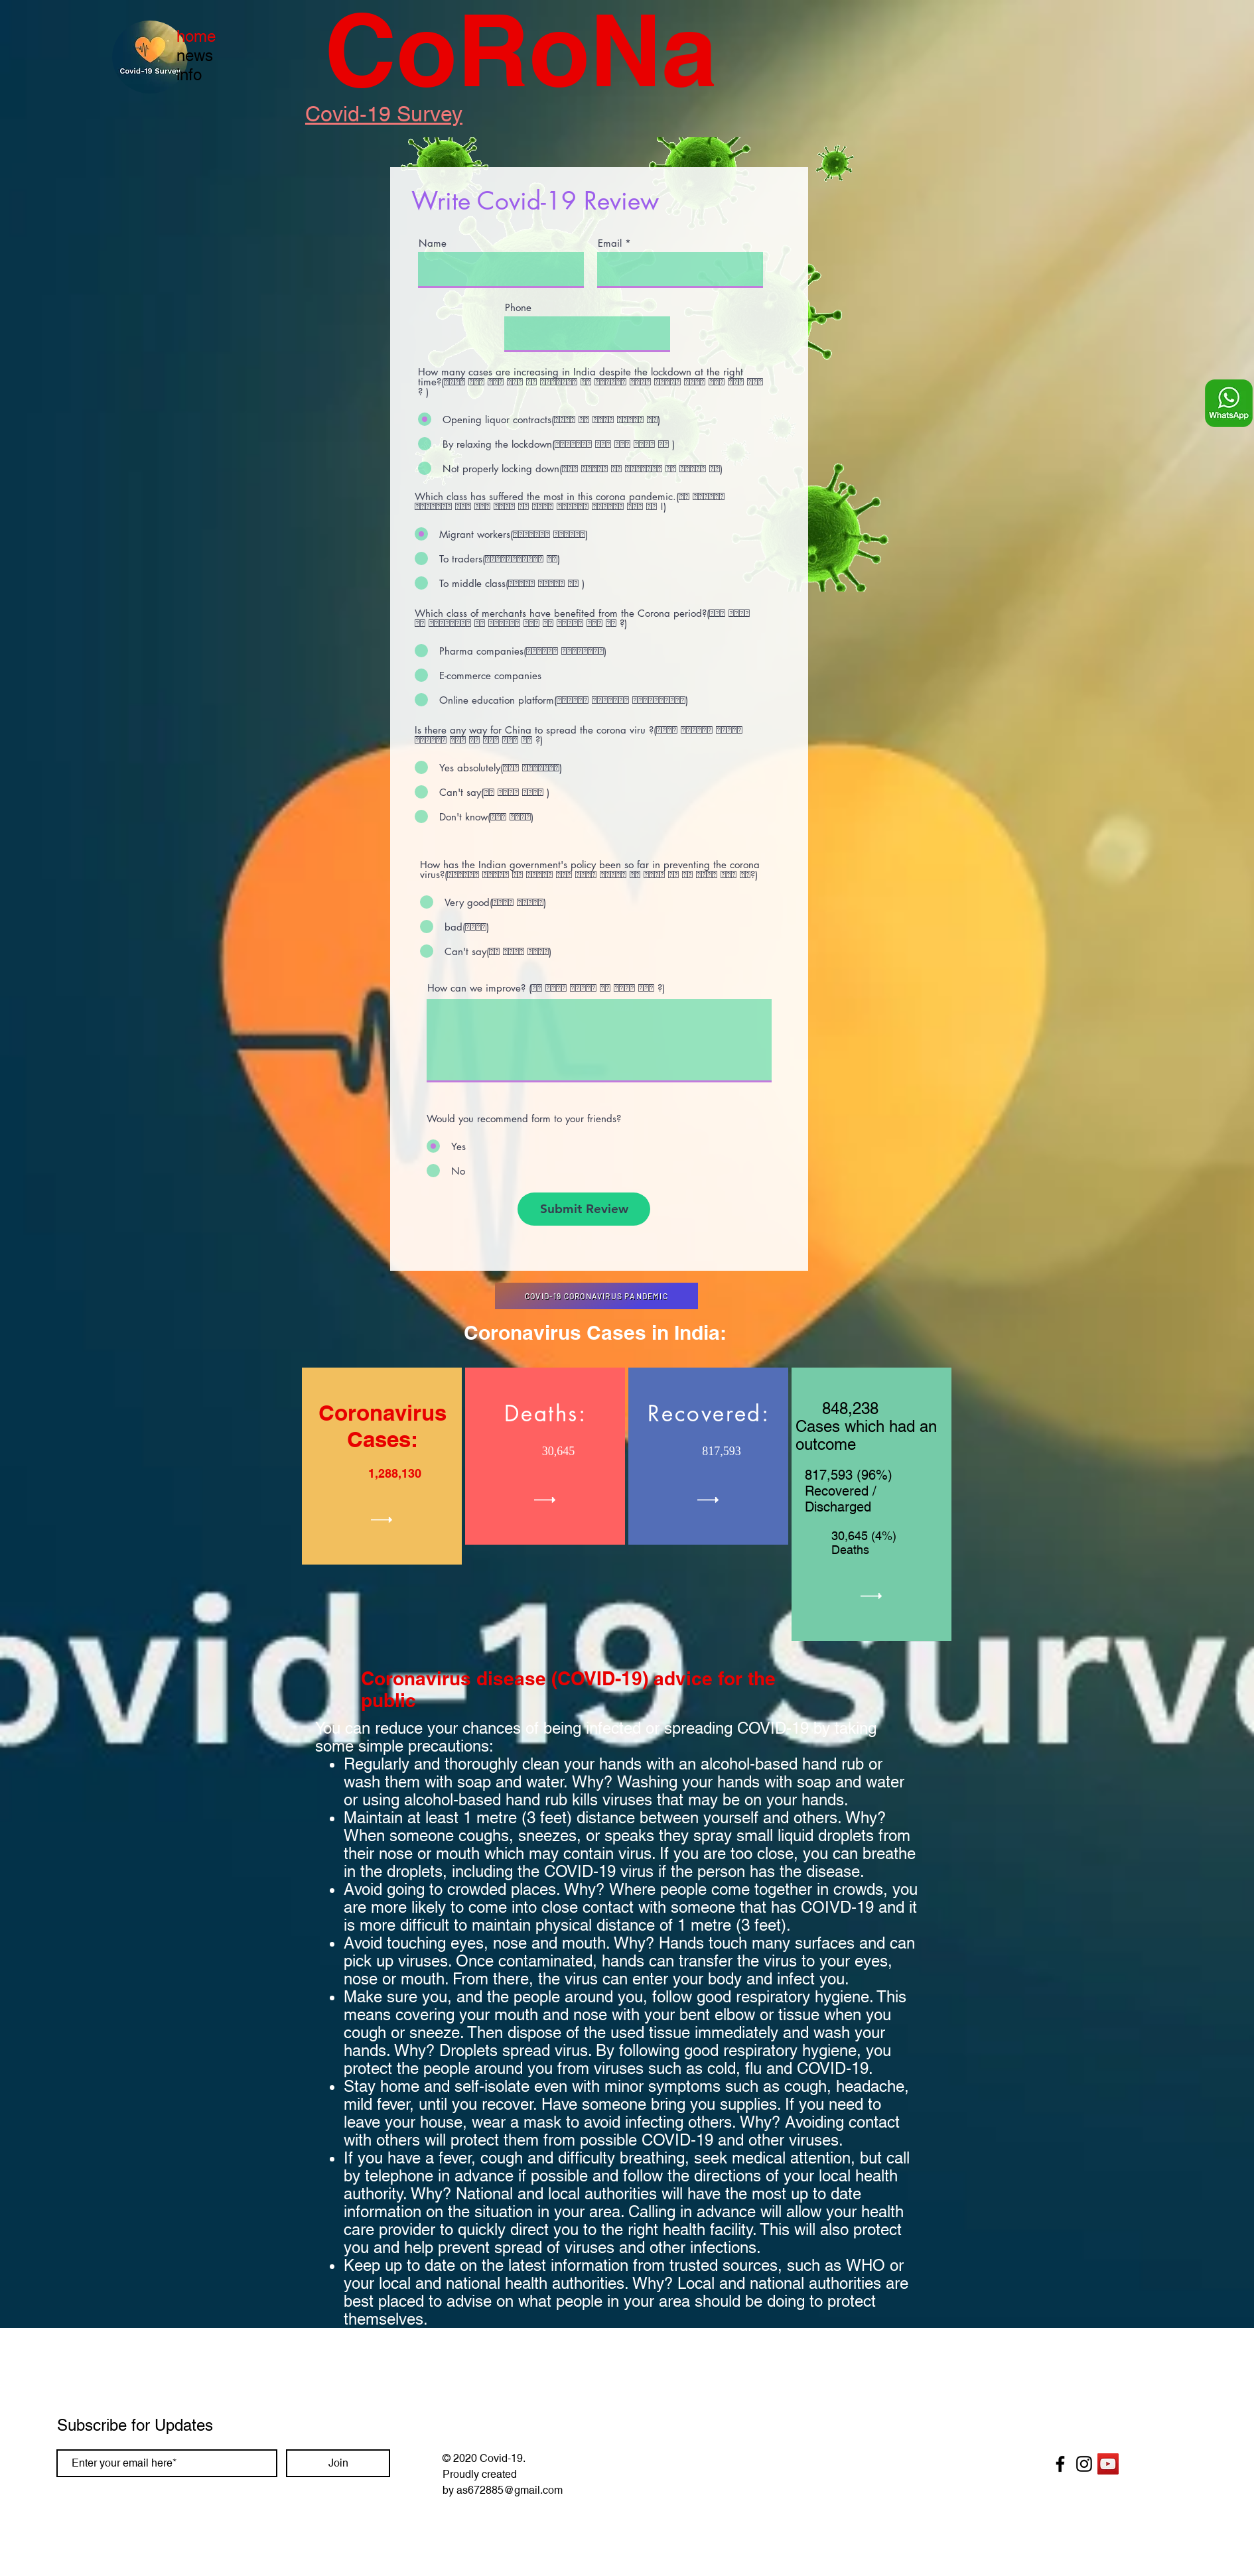 home
news
info
Covid-19 Survey
CoRoNa
Covid-19 Survey
Write Covid-19 Review
Name
Email *
Phone
How many cases are increasing in India despite the lockdown at the right
time?(
? )
Opening liquor contracts(
By relaxing the lockdown(
Not properly locking down(
Which class has suffered the most in this corona pandemic.(
Migrant workers(
To traders(
To middle class(
Which class of merchants have benefited from the Corona period?(
?)
Pharma companies(
E-commerce companies
Online education platform(
Is there any way for China to spread the corona viru ?(
?)
Yes absolutely(
Can't say(
Don't know(
How has the Indian government's policy been so far in preventing the corona
virus?( ?)
Very good(
bad(
Can't say(
How can we improve? ( ?)
Would you recommend form to your friends?
Yes
No
Submit Review
WhatsApp
COVID-19 CORONAVIRUS PANDEMIC
Coronavirus Cases in India:
Coronavirus
Cases:
1,288,130
Deaths:
30,645
Recovered:
817,593
848,238
Cases which had an
outcome
817,593 (96%)
Recovered /
Discharged
30,645 (4%)
Deaths
ovid-19 Surve
Coronavirus disease (COVID-19) advice for the
public
You can reduce your chances of being infected or spreading COVID-19 by taking
some simple precautions:
Regularly and thoroughly clean your hands with an alcohol-based hand rub or
wash them with soap and water. Why? Washing your hands with soap and water
or using alcohol-based hand rub kills viruses that may be on your hands.
Maintain at least 1 metre (3 feet) distance between yourself and others. Why?
When someone coughs, sneezes, or speaks they spray small liquid droplets from
their nose or mouth which may contain virus. If you are too close, you can breathe
in the droplets, including the COVID-19 virus if the person has the disease.
Avoid going to crowded places. Why? Where people come together in crowds, you
are more likely to come into close contact with someone that has COIVD-19 and it
is more difficult to maintain physical distance of 1 metre (3 feet).
Avoid touching eyes, nose and mouth. Why? Hands touch many surfaces and can
pick up viruses. Once contaminated, hands can transfer the virus to your eyes,
nose or mouth. From there, the virus can enter your body and infect you.
Make sure you, and the people around you, follow good respiratory hygiene. This
means covering your mouth and nose with your bent elbow or tissue when you
cough or sneeze. Then dispose of the used tissue immediately and wash your
hands. Why? Droplets spread virus. By following good respiratory hygiene, you
protect the people around you from viruses such as cold, flu and COVID-19.
Stay home and self-isolate even with minor symptoms such as cough, headache,
mild fever, until you recover. Have someone bring you supplies. If you need to
leave your house, wear a mask to avoid infecting others. Why? Avoiding contact
with others will protect them from possible COVID-19 and other viruses.
If you have a fever, cough and difficulty breathing, seek medical attention, but call
by telephone in advance if possible and follow the directions of your local health
authority. Why? National and local authorities will have the most up to date
information on the situation in your area. Calling in advance will allow your health
care provider to quickly direct you to the right health facility. This will also protect
you and help prevent spread of viruses and other infections.
Keep up to date on the latest information from trusted sources, such as WHO or
your local and national health authorities. Why? Local and national authorities are
best placed to advise on what people in your area should be doing to protect
themselves.
Subscribe for Updates
Enter your email here*
Join
© 2020 Covid-19.
Proudly created
by as672885@gmail.com